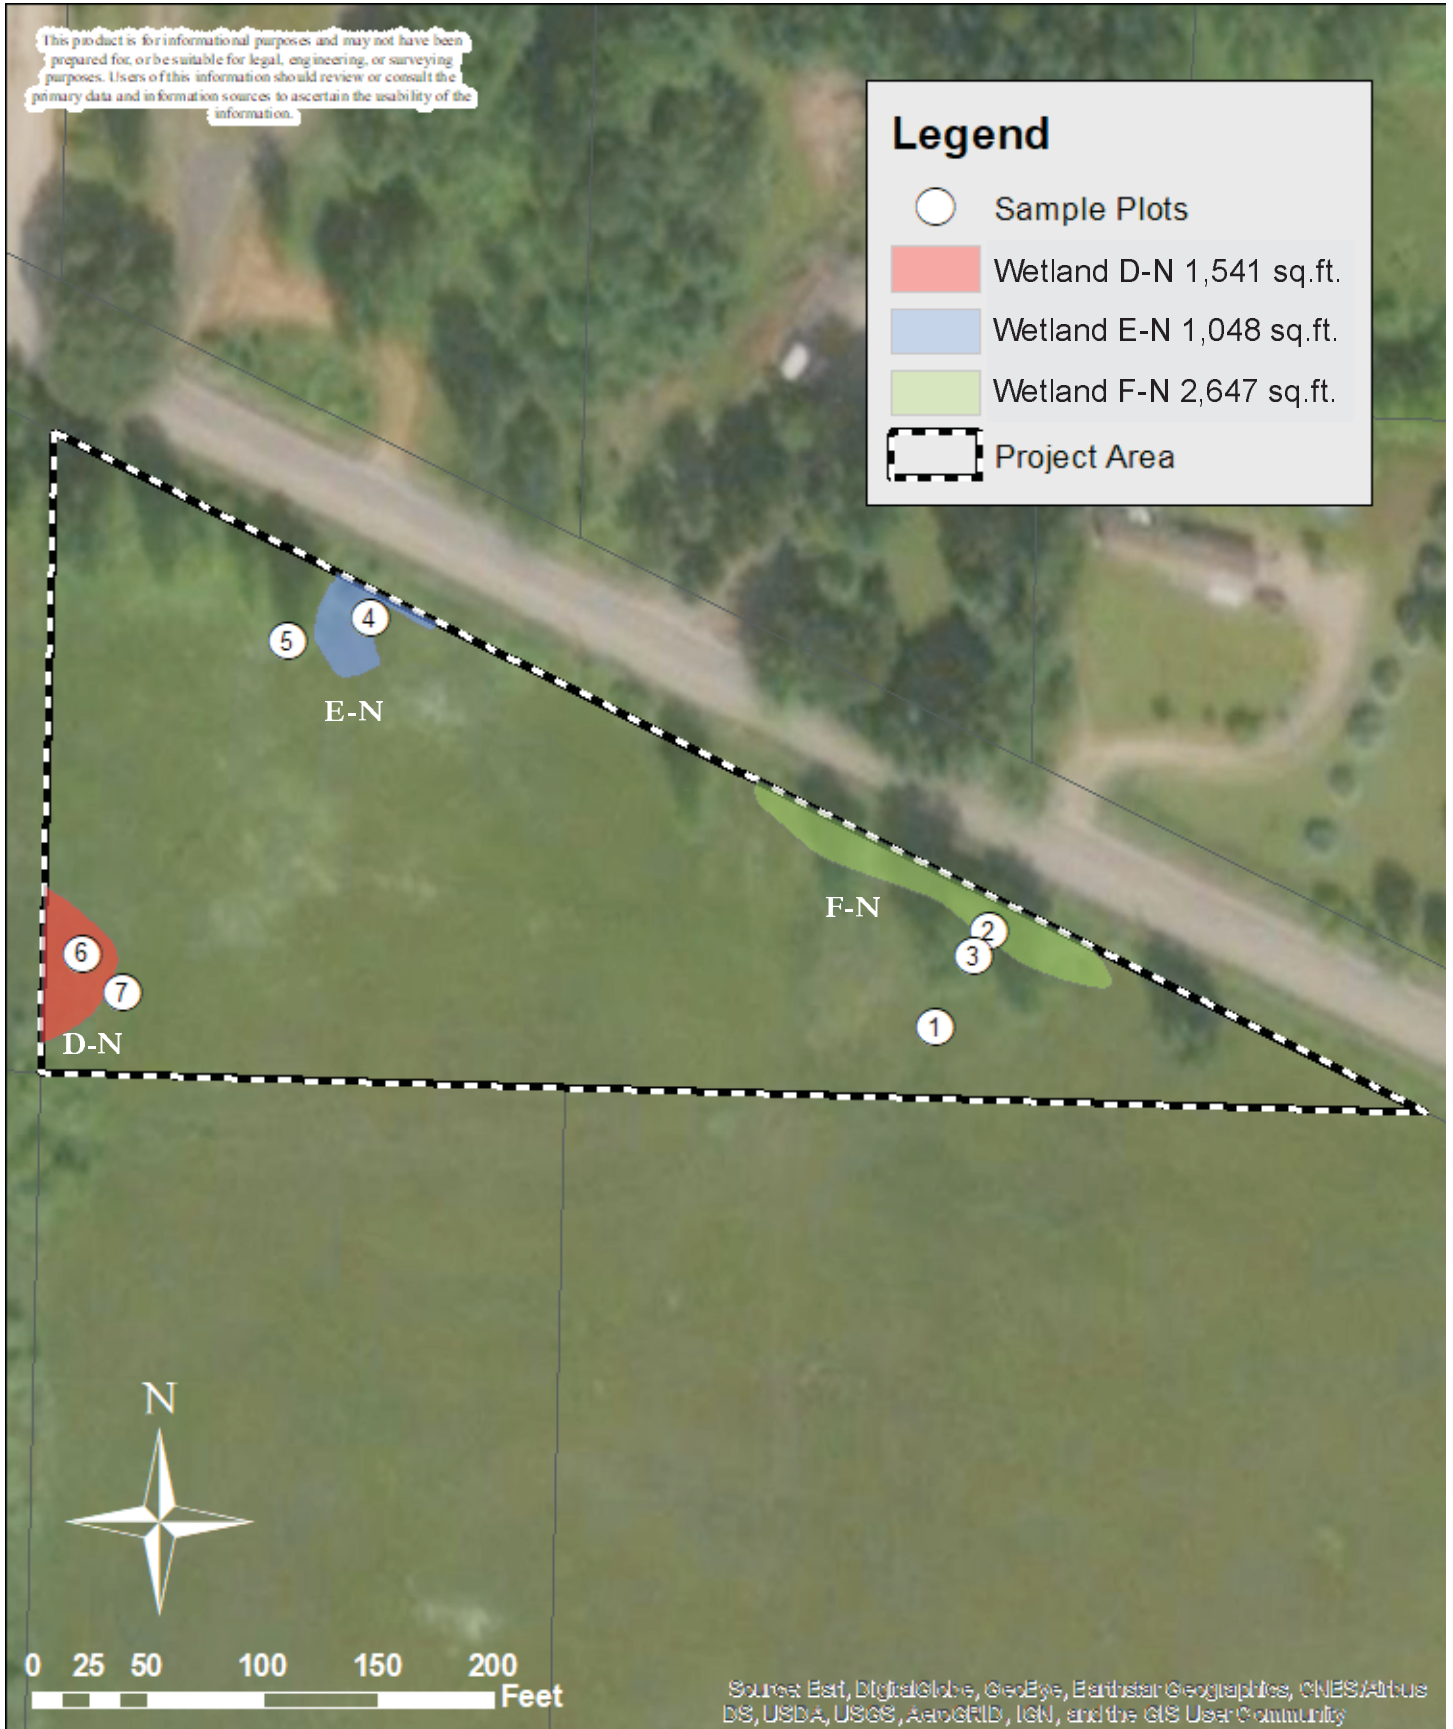 This product is for informational purposes and may not have been
prepared for, or be suitable for legal, engineering, or surveying
purposes. Users of this information should review or consult the
primary data and information sources to ascertain the usability of the
information.
Legend
Sample Plots
Wetland D-N 1,541 sq.ft.
Wetland E-N 1,048 sq.ft.
Wetland F-N 2,647 sq.ft.
Project Area
4
5
E-N
F-N
2
3
6
7
1
D-N
N
0 25 50 100 150 200
Feet
Source: Esri, DigitalGlobe, GeoEye, Earthstar Geographics, CNES/Airbus
DS, USDA, USGS, AeroGRID, IGN, and the GIS User Community